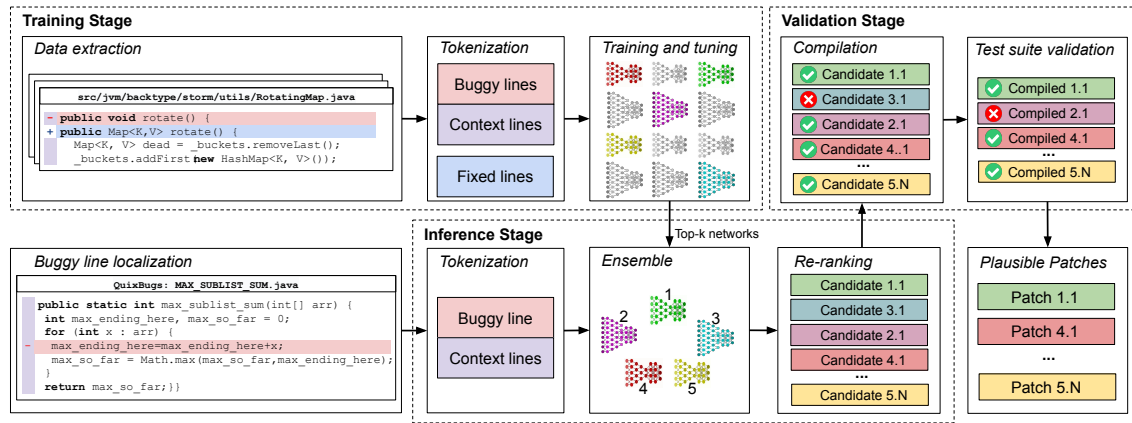 Training Stage
Data extraction
src/jvm/backtype/storm/utils/RotatingMap.java
- public void rotate() {
+ public Map<K,V> rotate() {
Map<K, V> dead = _buckets.removeLast();
_buckets.addFirst(new HashMap<K, V>());
Tokenization
Buggy lines
Context lines
Fixed lines
Training and tuning
Validation Stage
Compilation
Candidate 1.1
Candidate 3.1
Candidate 2.1
Candidate 4..1
...
Candidate 5.N
Test suite validation
Compiled 1.1
Compiled 2.1
Compiled 4.1
...
Compiled 5.N
Buggy line localization
QuixBugs: MAX_SUBLIST_SUM.java
public static int max_sublist_sum(int[] arr) {
int max_ending_here, max_so_far = 0;
for (int x : arr) {
- max_ending_here=max_ending_here+x;
max_so_far = Math.max(max_so_far,max_ending_here);
}
return max_so_far;}}
Inference Stage
Tokenization
Buggy line
Context lines
Top-k networks
Ensemble
1
2
3
4
5
Re-ranking
Candidate 1.1
Candidate 3.1
Candidate 2.1
Candidate 4.1
...
Candidate 5.N
Plausible Patches
Patch 1.1
Patch 4.1
...
Patch 5.N